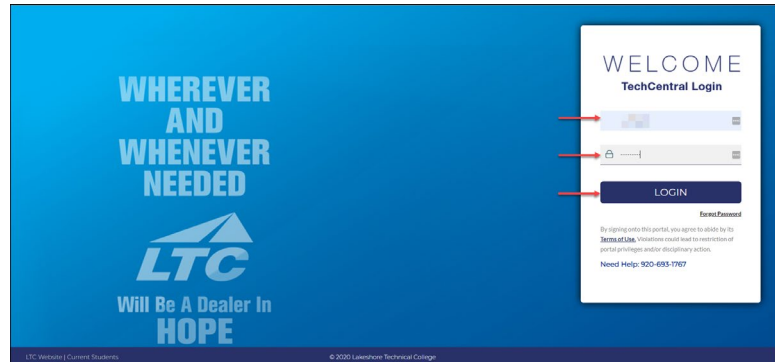 WHEREVER
AND
WHENEVER
NEEDED
LTC
Will Be A Dealer In
HOPE
WELCOME
TechCentral Login
LOGIN
Forgot Password
By signing onto this portal, you agree to abide by its
Terms of Use. Violations could lead to restriction of
portal privileges and/or disciplinary action.
Need Help: 920-693-1767
LTC Website | Current Students
© 2020 Lakeshore Technical College